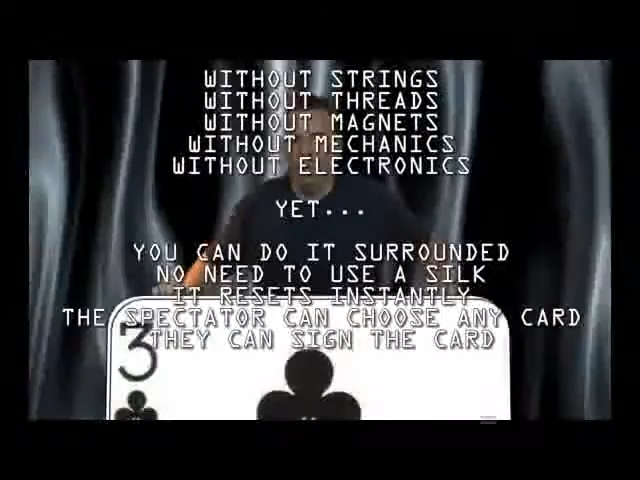 WITHOUT STRINGS
WITHOUT THREADS
WITHOUT MAGNETS
WITHOUT MECHANICS
WITHOUT ELECTRONICS
YET...
YOU CAN DO IT SURROUNDED
NO NEED TO USE A SILK
IT RESETS INSTANTLY
THE SPECTATOR CAN CHOOSE ANY CARD
THEY CAN SIGN THE CARD
3